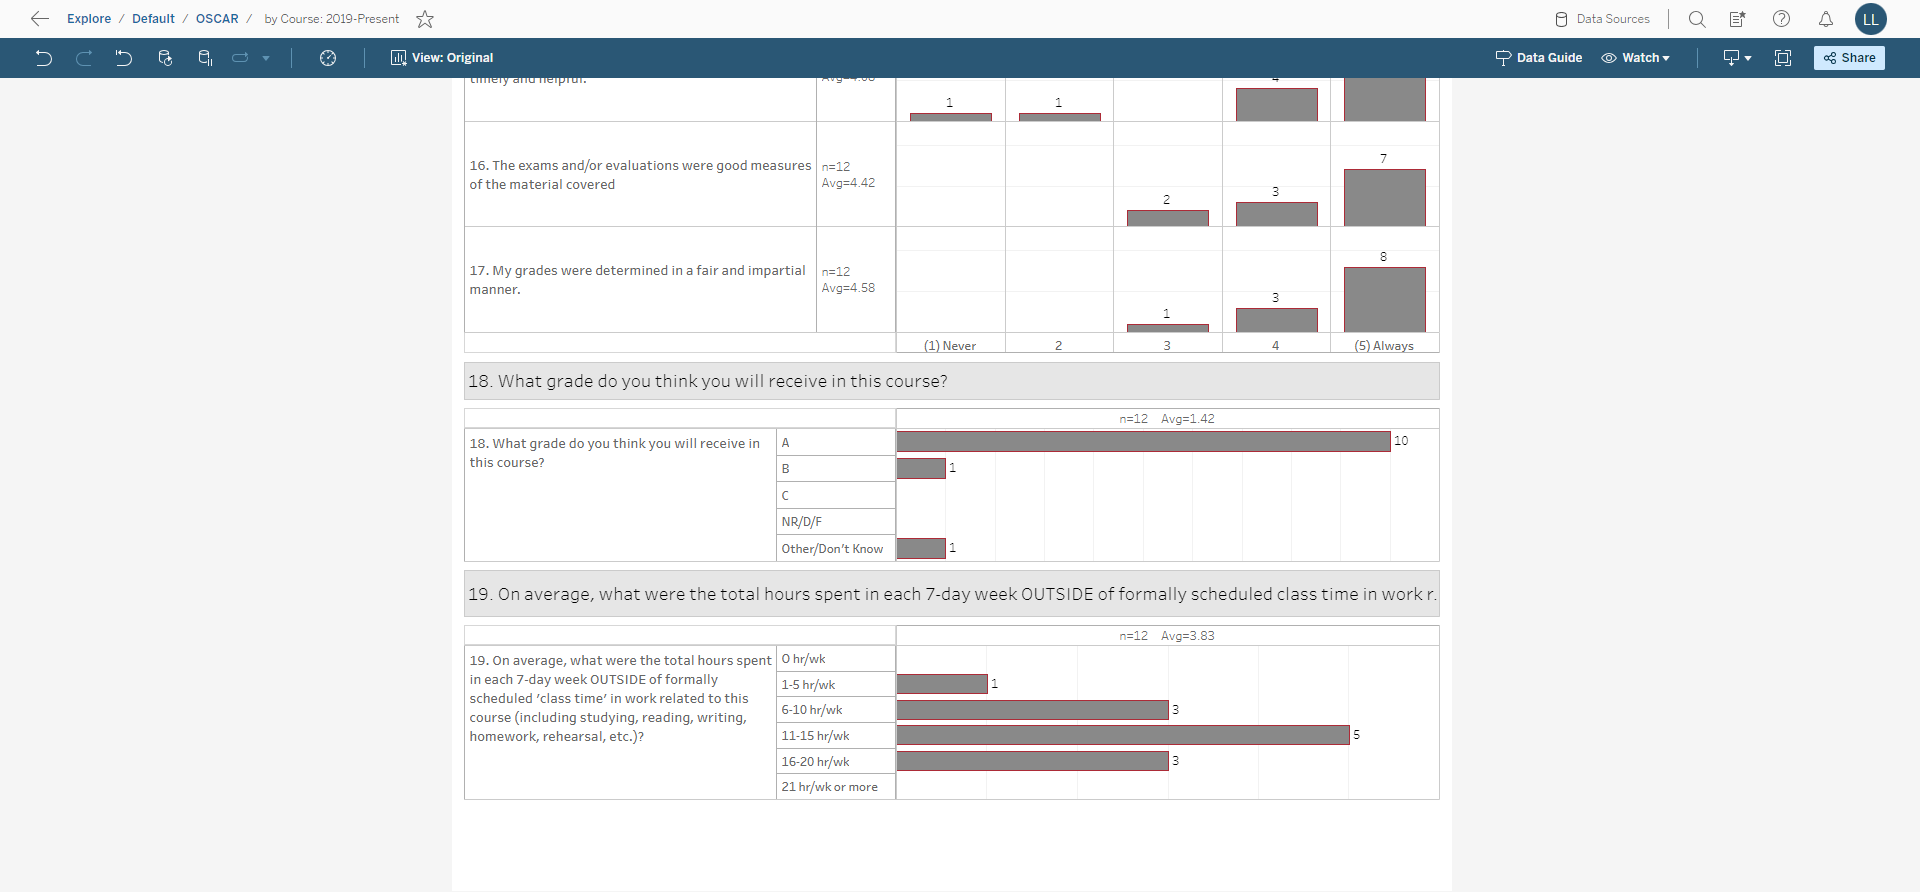 Explore / Default / OSCAR / by Course: 2019-Present
Data Sources
LL
View: Original
Data Guide
Watch
Share
timely and helpful.
4
1
1
16. The exams and/or evaluations were good measures
of the material covered
n=12
Avg=4.42
2
3
7
17. My grades were determined in a fair and impartial
manner.
n=12
Avg=4.58
1
3
8
(1) Never
2
3
4
(5) Always
18. What grade do you think you will receive in this course?
n=12 Avg=1.42
18. What grade do you think you will receive in
this course?
A
10
B
1
C
NR/D/F
Other/Don't Know
1
19. On average, what were the total hours spent in each 7-day week OUTSIDE of formally scheduled class time in work r.
n=12 Avg=3.83
19. On average, what were the total hours spent
in each 7-day week OUTSIDE of formally
scheduled 'class time' in work related to this
course (including studying, reading, writing,
homework, rehearsal, etc.)?
0 hr/wk
1-5 hr/wk
1
6-10 hr/wk
3
11-15 hr/wk
5
16-20 hr/wk
3
21 hr/wk or more